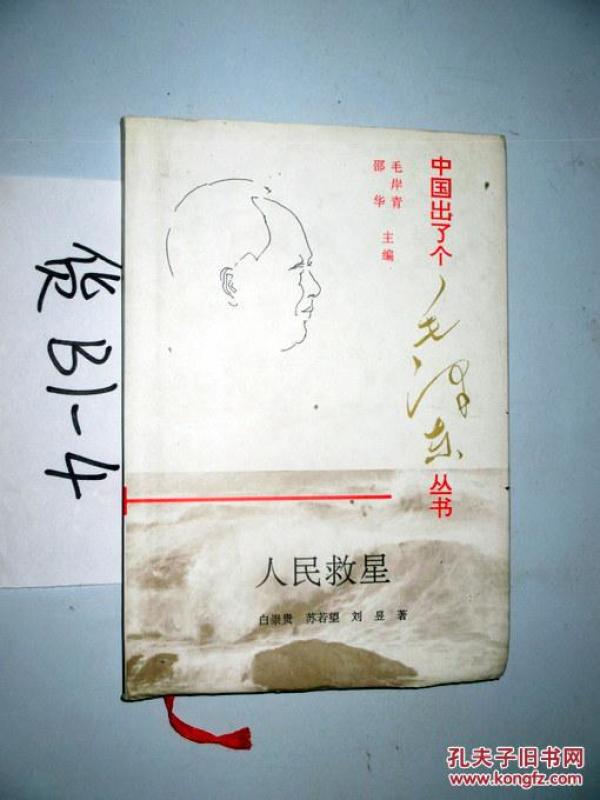 货B1-4
中国出了个
毛泽东
丛书
毛岸青
邵华 主编
人民救星
白崇贵 苏若望 刘昱 著
孔夫子旧书网
www.kongfz.com